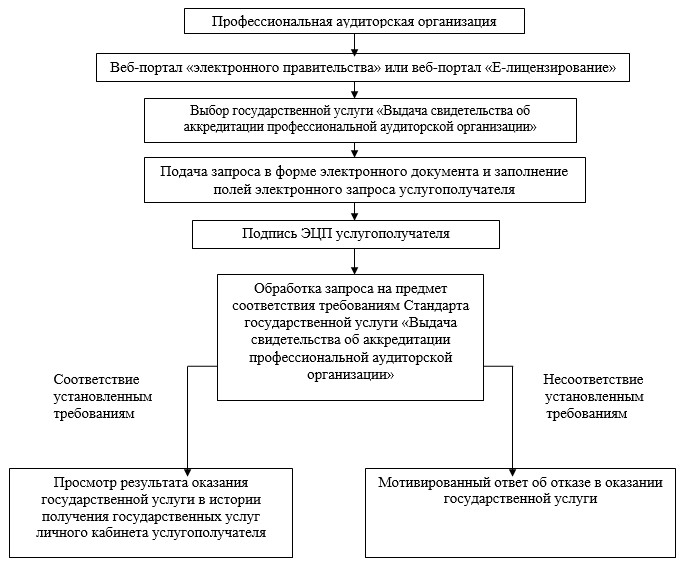 Профессиональная аудиторская организация
Веб-портал «электронного правительства» или веб-портал «Е-лицензирование»
Выбор государственной услуги «Выдача свидетельства об
аккредитации профессиональной аудиторской организации»
Подача запроса в форме электронного документа и заполнение
полей электронного запроса услугополучателя
Подпись ЭЦП услугополучателя
Обработка запроса на предмет
соответствия требованиям Стандарта
государственной услуги «Выдача
свидетельства об аккредитации
профессиональной аудиторской
организации»
Соответствие
установленным
требованиям
Несоответствие
установленным
требованиям
Просмотр результата оказания
государственной услуги в истории
получения государственных услуг
личного кабинета услугополучателя
Мотивированный ответ об отказе в оказании
государственной услуги